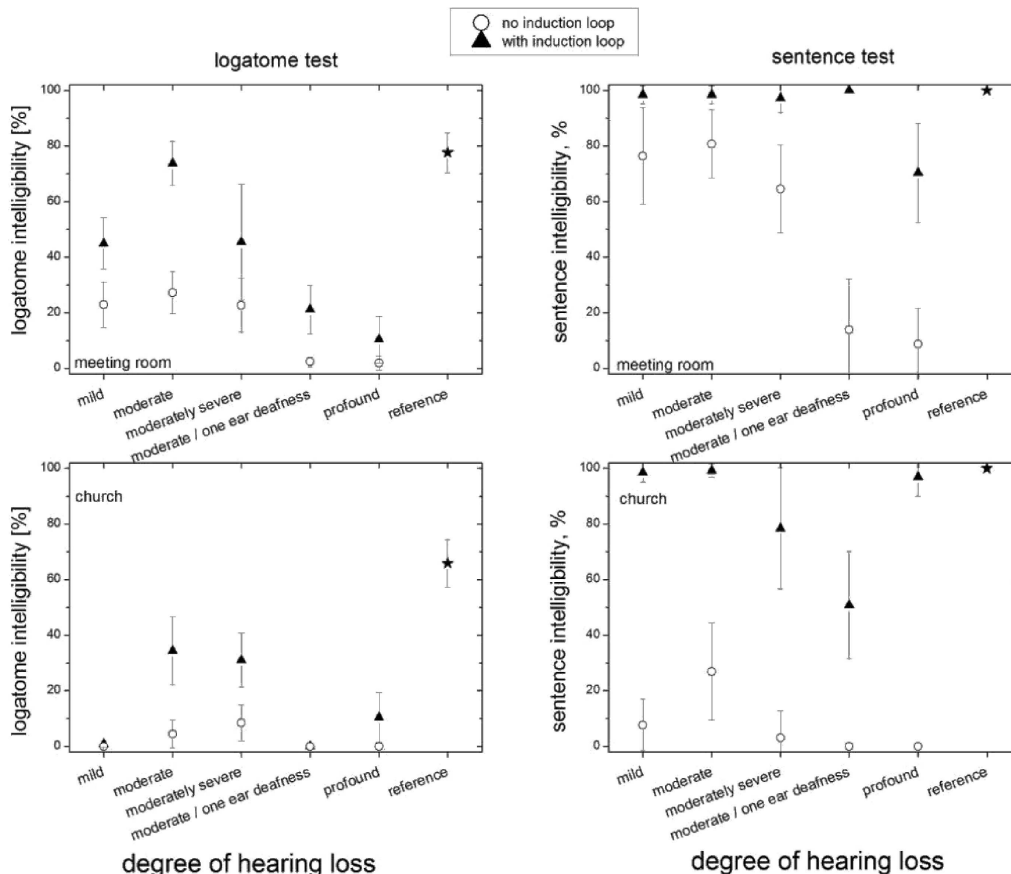 no induction loop
with induction loop
logatome test
sentence test
logatome intelligibility [%]
100
80
60
40
20
0
meeting room
mild
moderate
moderately severe
moderate / one ear deafness
profound
reference
sentence intelligibility, %
100
80
60
40
20
0
meeting room
mild
moderate
moderately severe
moderate / one ear deafness
profound
reference
logatome intelligibility [%]
100
80
60
40
20
0
church
mild
moderate
moderately severe
moderate / one ear deafness
profound
reference
degree of hearing loss
sentence intelligibility, %
100
80
60
40
20
0
church
mild
moderate
moderately severe
moderate / one ear deafness
profound
reference
degree of hearing loss